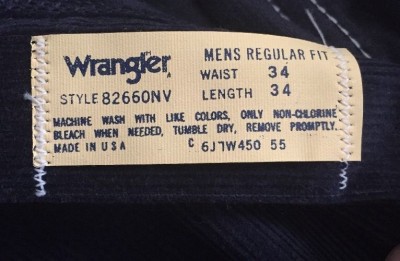 Wrangler
MENS REGULAR FIT
WAIST 34
STYLE 82660NV
LENGTH 34
MACHINE WASH WITH LIKE COLORS, ONLY NON-CHLORINE
BLEACH WHEN NEEDED, TUMBLE DRY, REMOVE PROMPTLY.
MADE IN U S A C 6J7W450 55